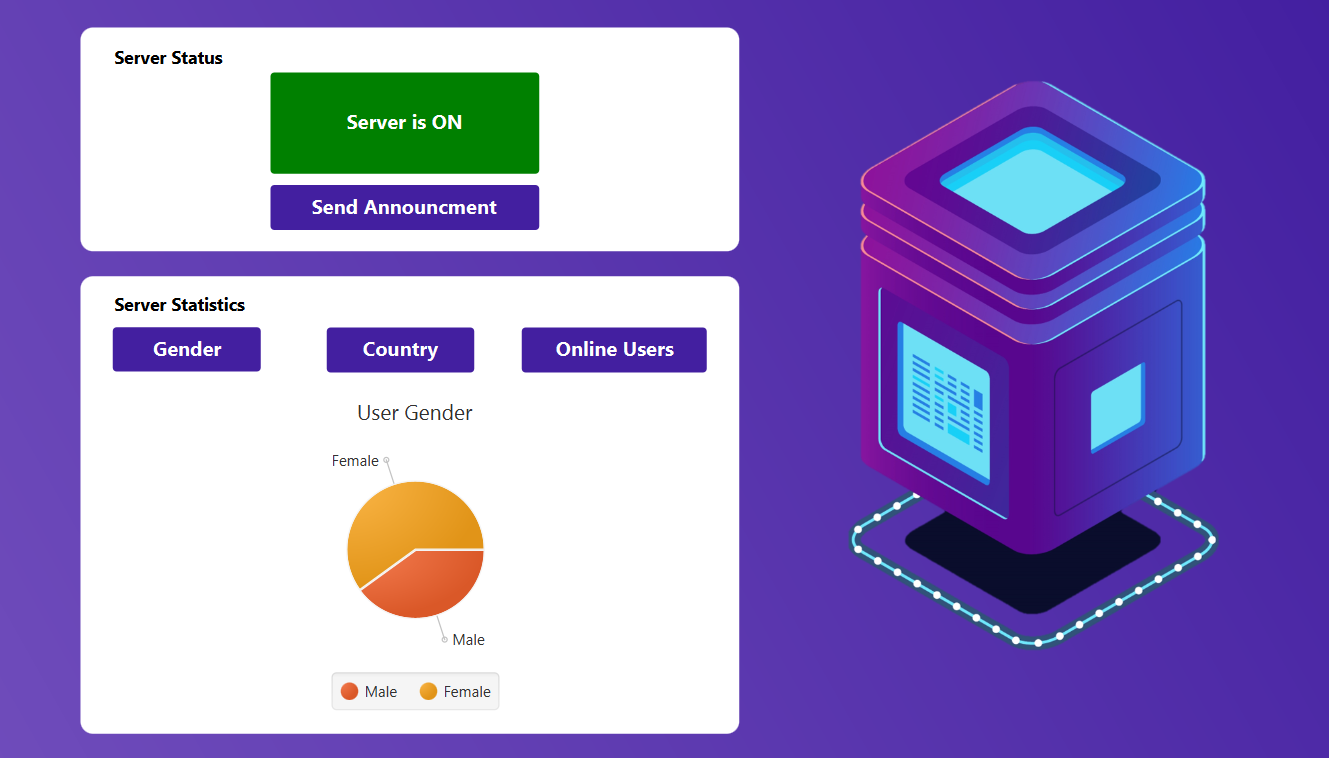 Server Status
Server is ON
Send Announcment
Server Statistics
Gender
Country
Online Users
User Gender
Female
Male
Male
Female